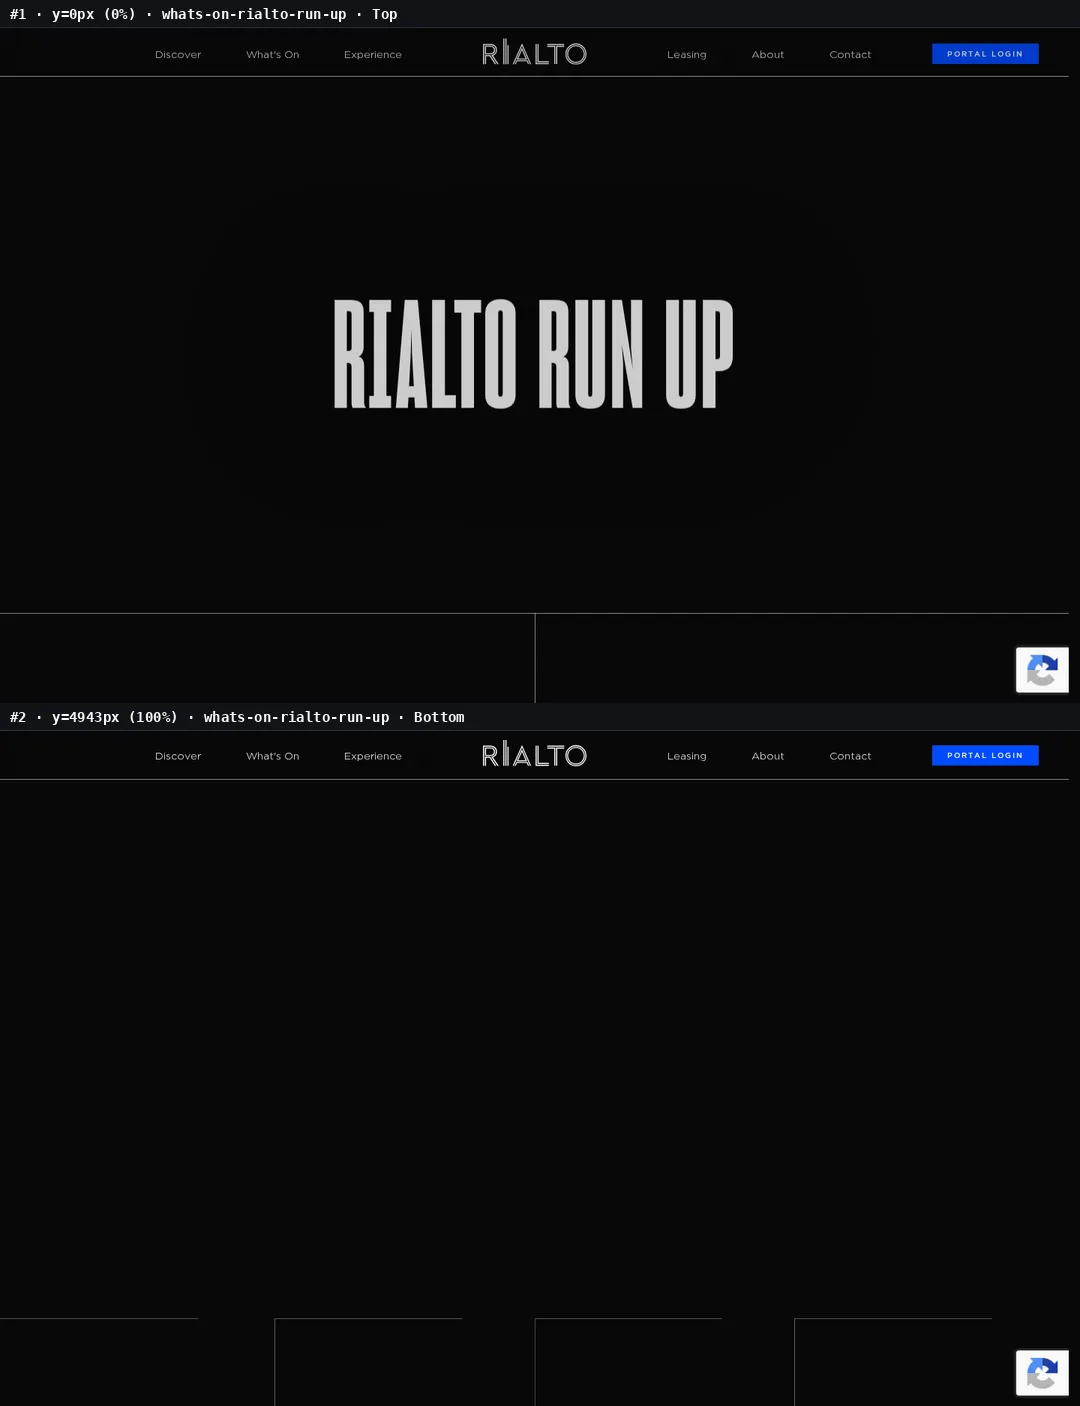 #1 · y=0px (0%) · whats-on-rialto-run-up · Top
Discover What's On Experience RIALTO Leasing About Contact PORTAL LOGIN
RIALTO RUN UP
#2 · y=4943px (100%) · whats-on-rialto-run-up · Bottom
Discover What's On Experience RIALTO Leasing About Contact PORTAL LOGIN